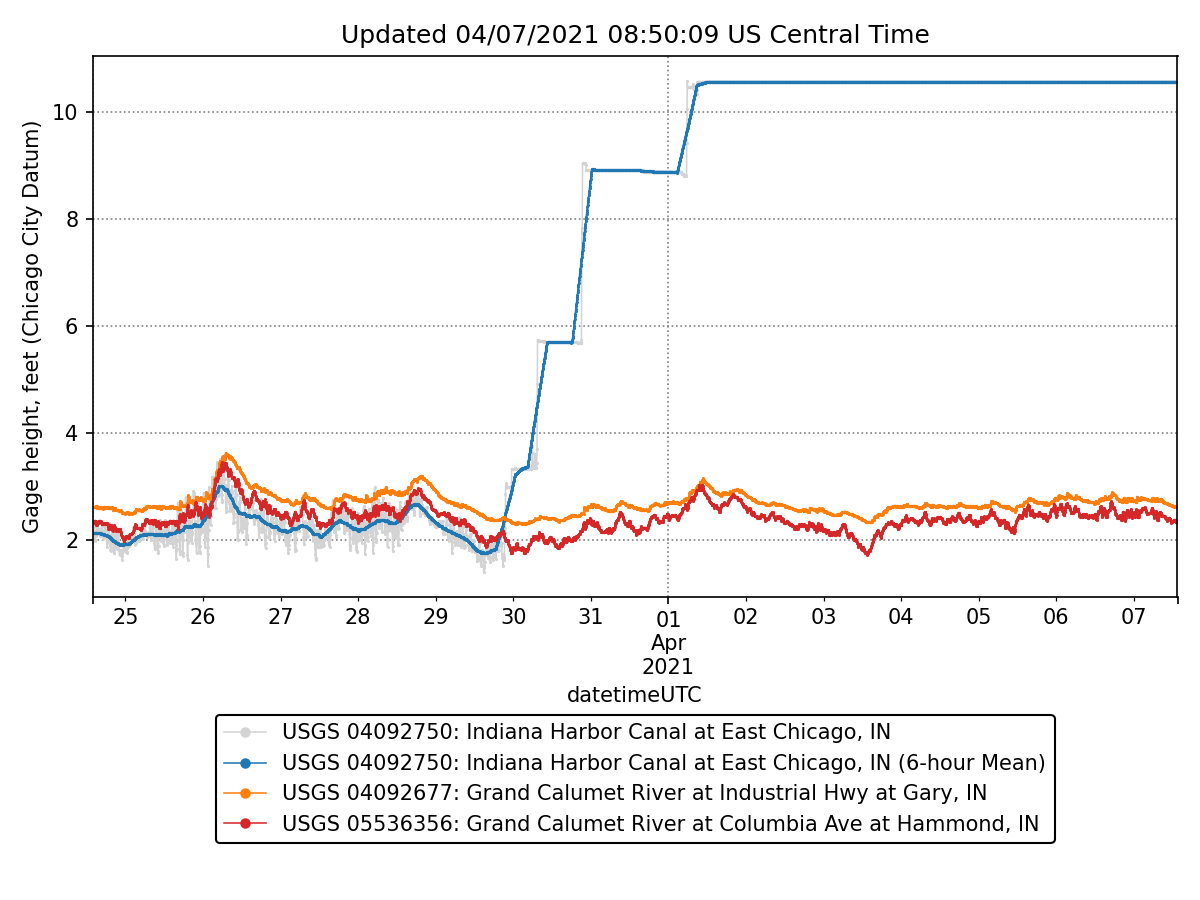 Updated 04/07/2021 08:50:09 US Central Time
Gage height, feet (Chicago City Datum)
10
8
6
4
2
25 26 27 28 29 30 31 01 02 03 04 05 06 07
Apr
2021
datetimeUTC
USGS 04092750: Indiana Harbor Canal at East Chicago, IN
USGS 04092750: Indiana Harbor Canal at East Chicago, IN (6-hour Mean)
USGS 04092677: Grand Calumet River at Industrial Hwy at Gary, IN
USGS 05536356: Grand Calumet River at Columbia Ave at Hammond, IN